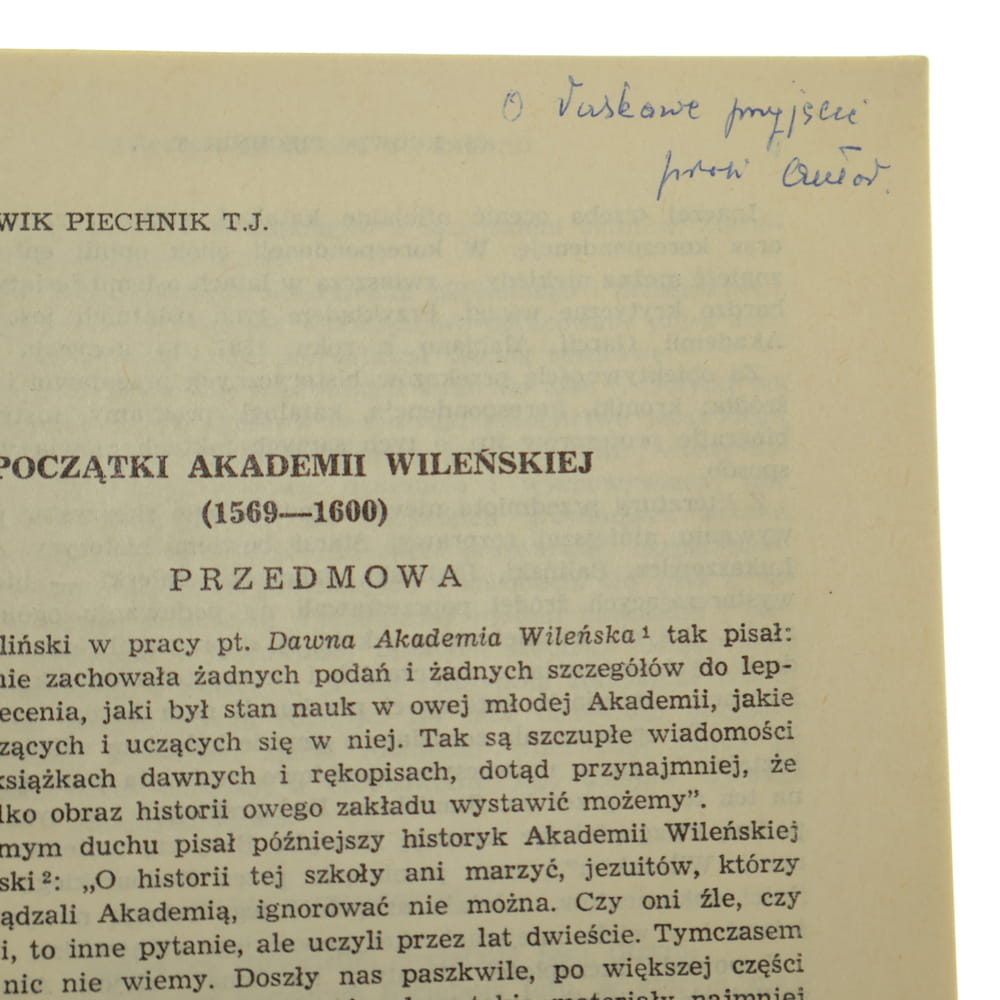 O łaskawe przyjęcie
prosi Autor.
WIK PIECHNIK T.J.
POCZĄTKI AKADEMII WILEŃSKIEJ
(1569—1600)
PRZEDMOWA
liński w pracy pt. Dawna Akademia Wileńska¹ tak pisał:
nie zachowała żadnych podań i żadnych szczegółów do lep-
ecenia, jaki był stan nauk w owej młodej Akademii, jakie
zących i uczących się w niej. Tak są szczupłe wiadomości
książkach dawnych i rękopisach, dotąd przynajmniej, że
lko obraz historii owego zakładu wystawić możemy”.
mym duchu pisał późniejszy historyk Akademii Wileńskiej
ski²: „O historii tej szkoły ani marzyć, jezuitów, którzy
ądzali Akademią, ignorować nie można. Czy oni źle, czy
i, to inne pytanie, ale uczyli przez lat dwieście. Tymczasem
nic nie wiemy. Doszły nas paszkwile, po większej części
materiały najmniej